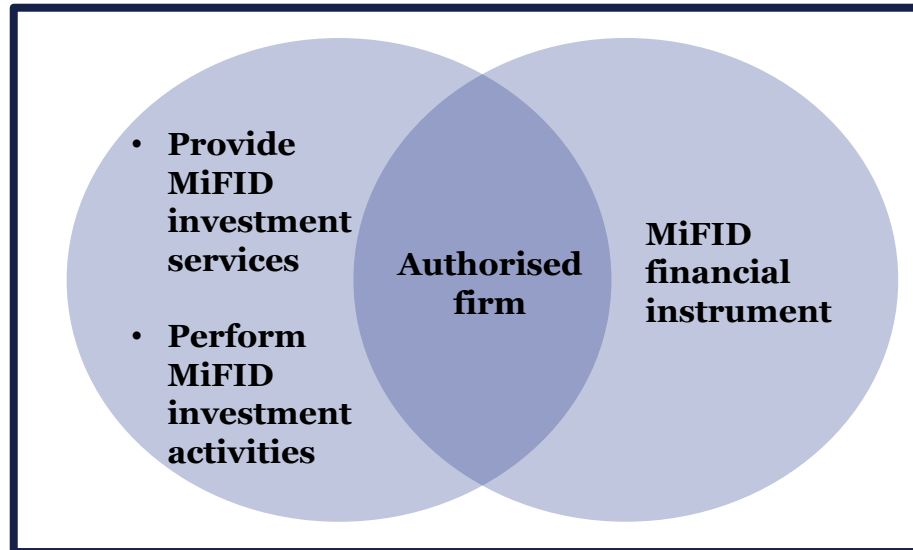 • Provide
MiFID
investment
services
• Perform
MiFID
investment
activities
Authorised
firm
MiFID
financial
instrument